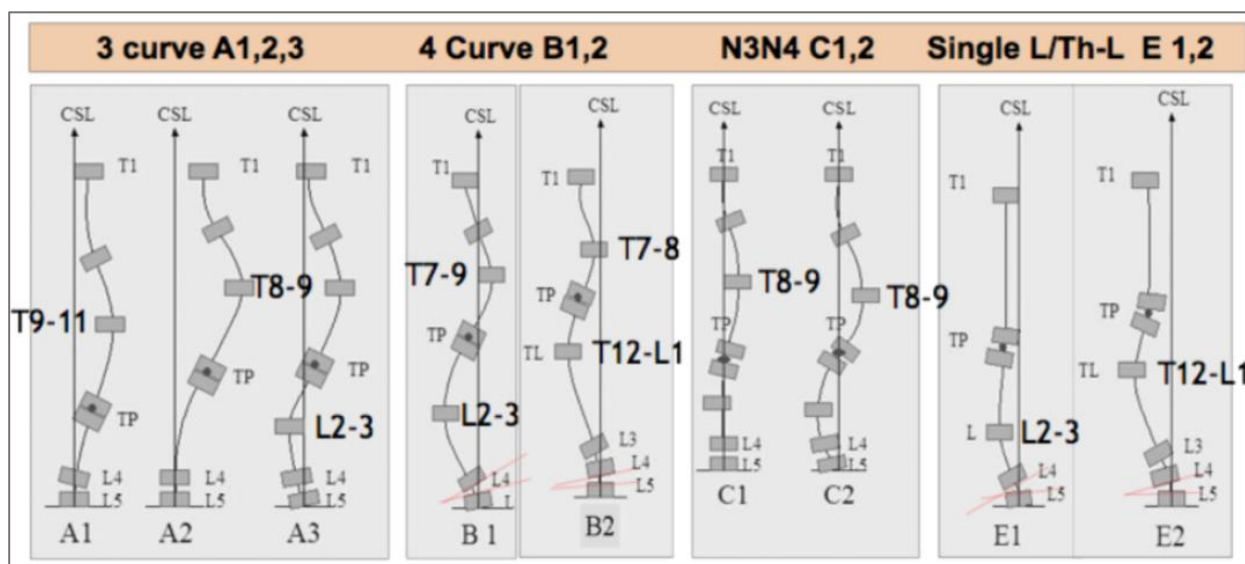 3 curve A1,2,3
4 Curve B1,2
N3N4 C1,2
Single L/Th-L E 1,2
CSL
T1
T9-11
TP
L4
L5
A1
CSL
T1
T8-9
TP
L4
L5
A2
CSL
T1
TP
L2-3
L4
L5
A3
CSL
T1
T7-9
TP
L2-3
L4
L
B 1
CSL
T1
T7-8
TP
TL
T12-L1
L3
L4
L5
B2
CSL
T1
T8-9
TP
L4
L5
C1
CSL
T1
T8-9
TP
L4
L5
C2
CSL
T1
TP
L
L2-3
L4
L5
E1
CSL
T1
TP
TL
T12-L1
L3
L4
L5
E2